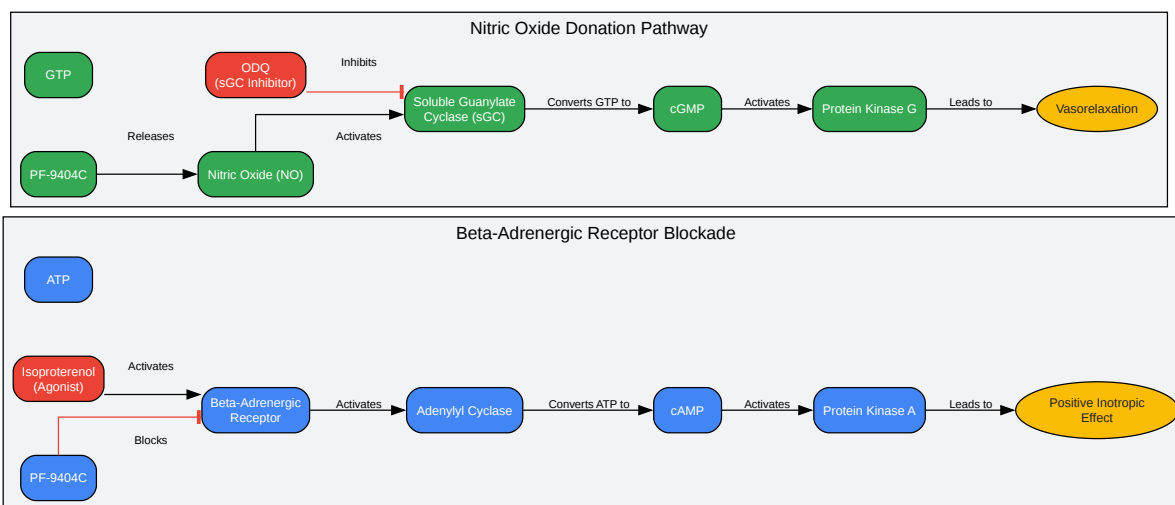 Nitric Oxide Donation Pathway
GTP
ODQ
(sGC Inhibitor)
Inhibits
Soluble Guanylate
Cyclase (sGC)
Converts GTP to
cGMP
Activates
Protein Kinase G
Leads to
Vasorelaxation
Releases
Activates
PF-9404C
Nitric Oxide (NO)
Beta-Adrenergic Receptor Blockade
ATP
Isoproterenol
(Agonist)
Activates
Beta-Adrenergic
Receptor
Activates
Adenylyl Cyclase
Converts ATP to
cAMP
Activates
Protein Kinase A
Leads to
Positive Inotropic
Effect
Blocks
PF-9404C